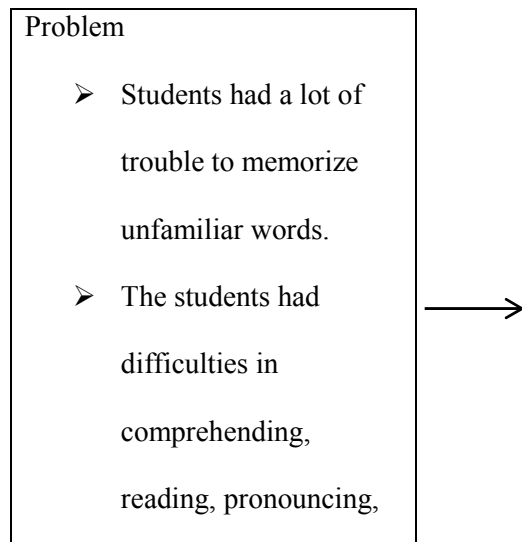 Problem
➢ Students had a lot of
trouble to memorize
unfamiliar words.
➢ The students had
difficulties in
comprehending,
reading, pronouncing,